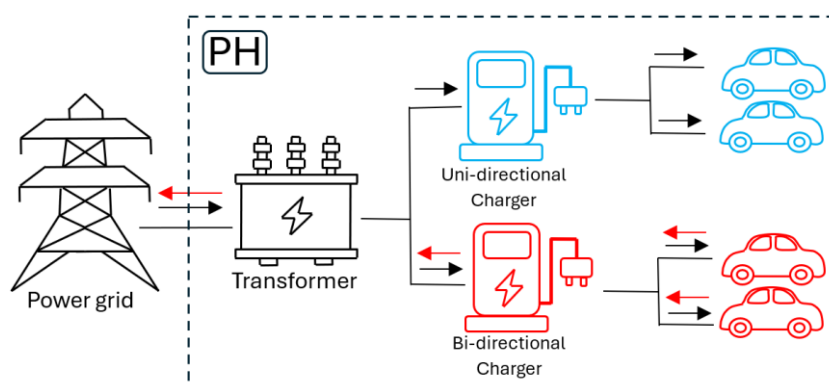 PH
Uni-directional
Charger
Power grid
Transformer
Bi-directional
Charger